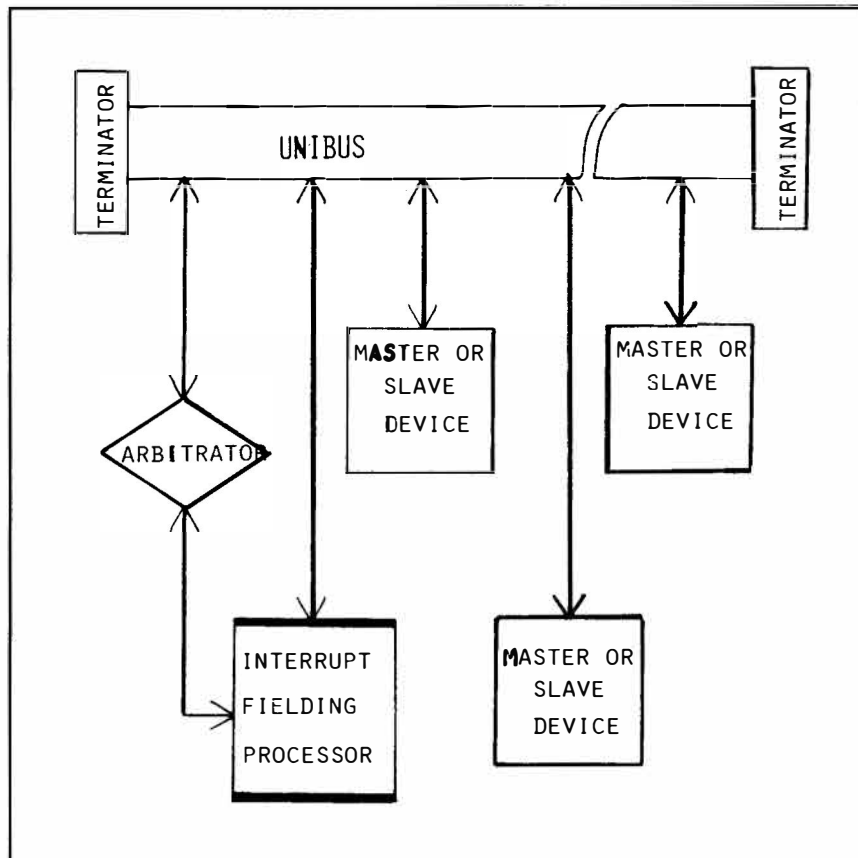 TERMINATOR
UNIBUS
TERMINATOR
MASTER OR
SLAVE
DEVICE
MASTER OR
SLAVE
DEVICE
ARBITRATOR
INTERRUPT
FIELDING
PROCESSOR
MASTER OR
SLAVE
DEVICE